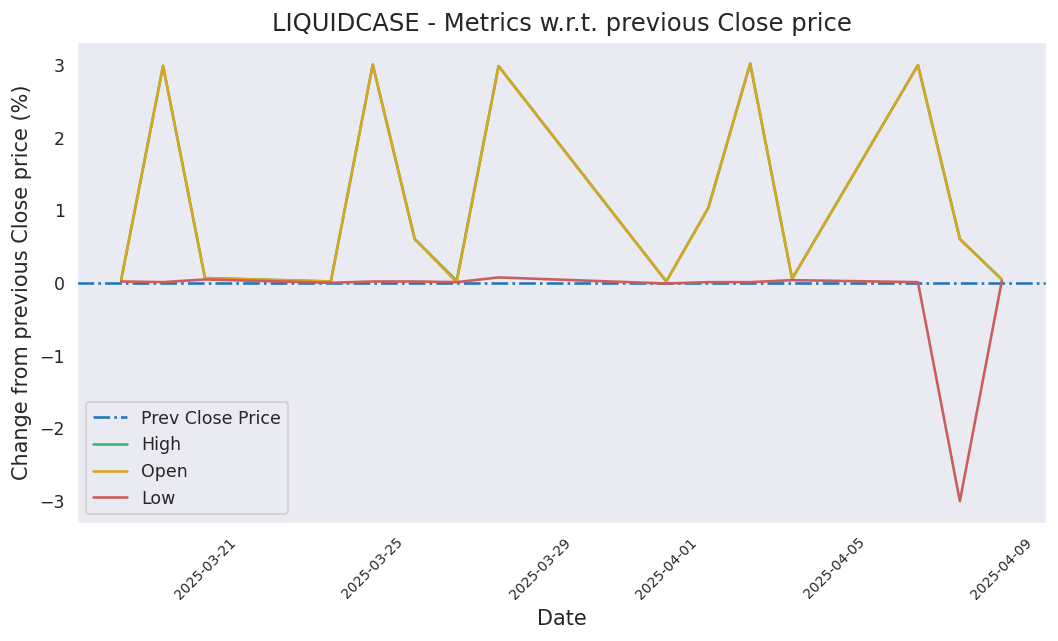 LIQUIDCASE - Metrics w.r.t. previous Close price
Change from previous Close price (%)
3
2
1
0
−1
−2
−3
Prev Close Price
High
Open
Low
2025-03-21
2025-03-25
2025-03-29
2025-04-01
2025-04-05
2025-04-09
Date